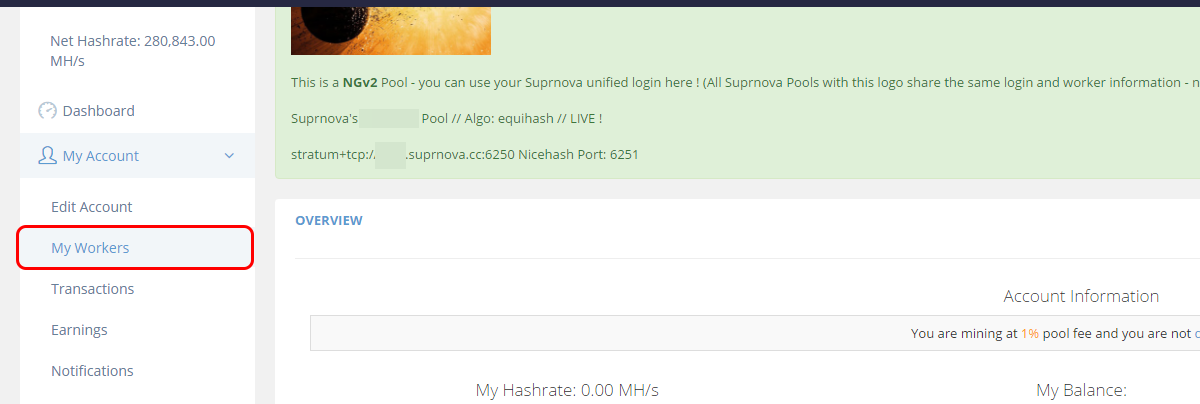 Net Hashrate: 280,843.00
MH/s
Dashboard
My Account
Edit Account
My Workers
Transactions
Earnings
Notifications
This is a NGv2 Pool - you can use your Suprnova unified login here ! (All Suprnova Pools with this logo share the same login and worker information - n
Suprnova's Pool // Algo: equihash // LIVE !
stratum+tcp:/ .suprnova.cc:6250 Nicehash Port: 6251
OVERVIEW
Account Information
You are mining at 1% pool fee and you are not
My Hashrate: 0.00 MH/s
My Balance: